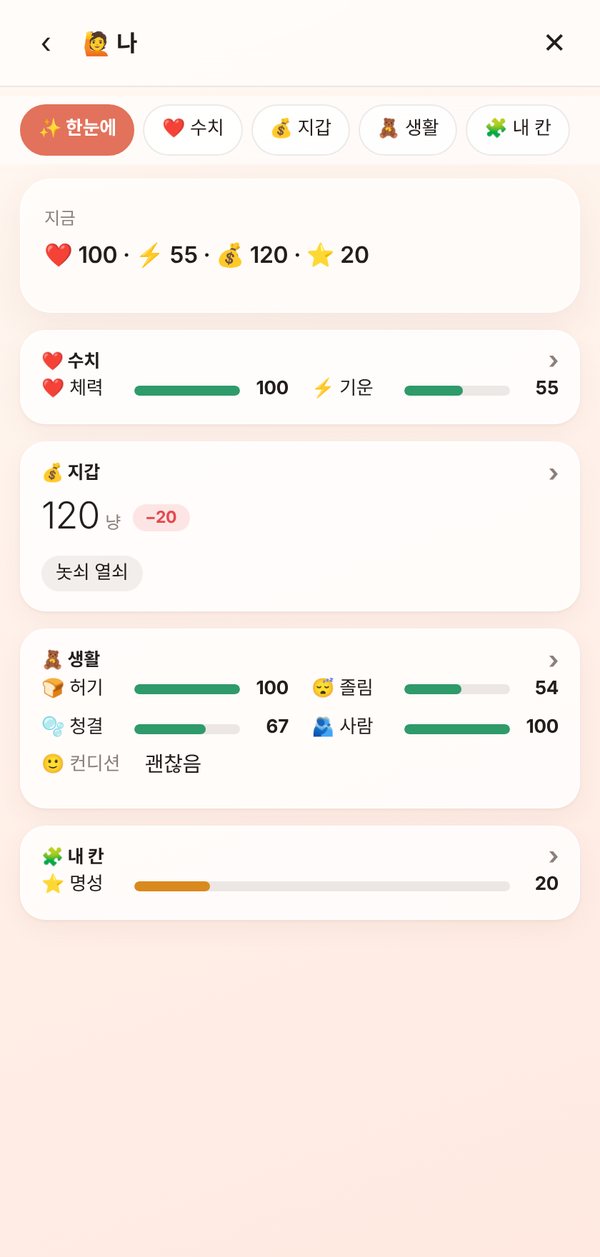 ‹ 🙋 나 ✕
✨ 한눈에 ❤️ 수치 💰 지갑 🧸 생활 🧩 내 칸
지금
❤️ 100 · ⚡ 55 · 💰 120 · ⭐ 20
❤️ 수치 ›
❤️ 체력 100 ⚡ 기운 55
💰 지갑 ›
120 냥 −20
놋쇠 열쇠
🧸 생활 ›
🍞 허기 100 😴 졸림 54
🫧 청결 67 🫂 사람 100
🙂 컨디션 괜찮음
🧩 내 칸 ›
⭐ 명성 20